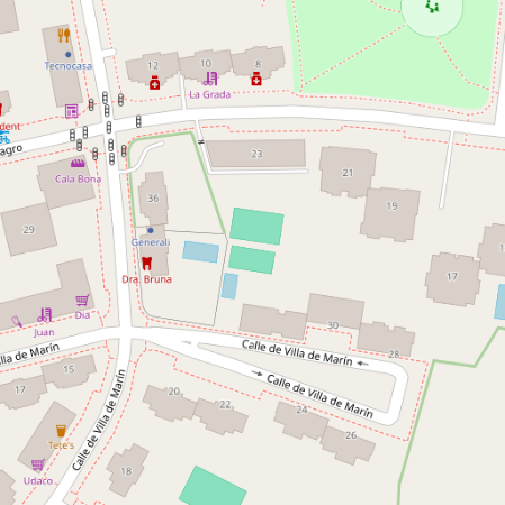 Tecnocasa
12
10
8
La Grada
dent
agro
23
Cala Bona
21
36
19
29
Generali
Dra. Bruna
17
Dia
Juan
30
Calle de Villa de Marín
28
lla de Marín
15
Calle de Villa de Marín
17
20
22
24
Calle de Villa de Marín
26
Tete's
18
Udaco